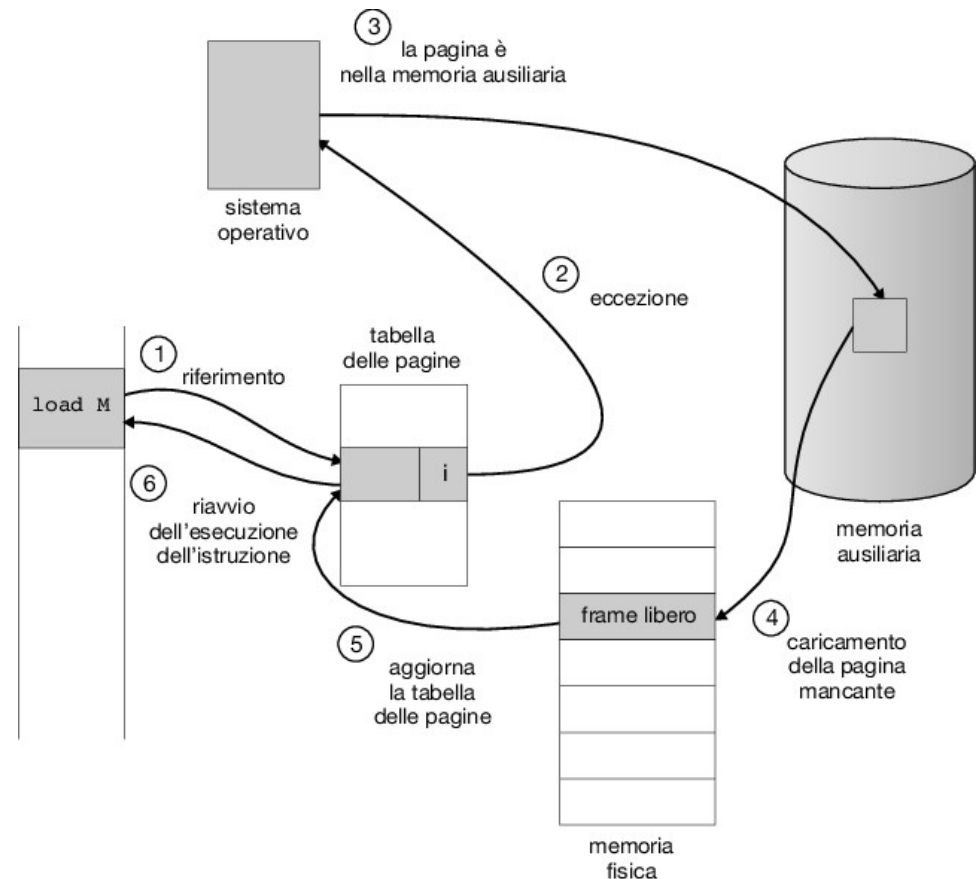 3
la pagina è
nella memoria ausiliaria
sistema
operativo
2
eccezione
1
riferimento
tabella
delle pagine
load M
i
6
riavvio
dell'esecuzione
dell'istruzione
memoria
ausiliaria
frame libero
4
caricamento
della pagina
mancante
5
aggiorna
la tabella
delle pagine
memoria
fisica